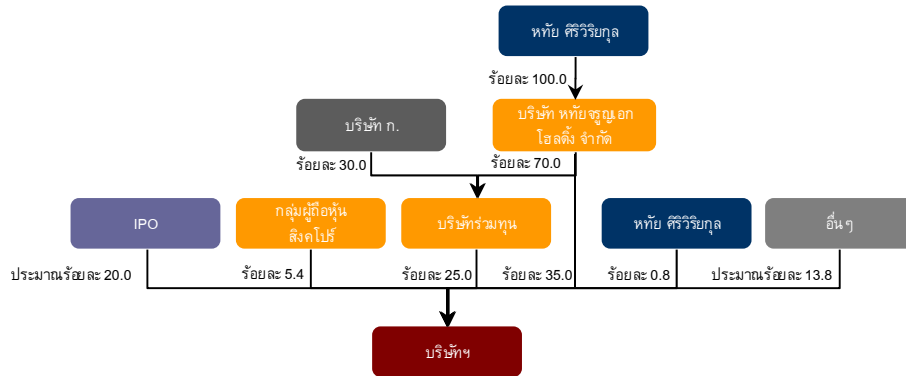 หทัย ศิริวิริยกุล
ร้อยละ 100.0
บริษัท ก.
บริษัท หทัยจรูญเอก
โฮลดิ้ง จำกัด
ร้อยละ 30.0
ร้อยละ 70.0
IPO
กลุ่มผู้ถือหุ้น
สิงคโปร์
บริษัทร่วมทุน
หทัย ศิริวิริยกุล
อื่นๆ
ประมาณร้อยละ 20.0
ร้อยละ 5.4
ร้อยละ 25.0
ร้อยละ 35.0
ร้อยละ 0.8
ประมาณร้อยละ 13.8
บริษัทฯ